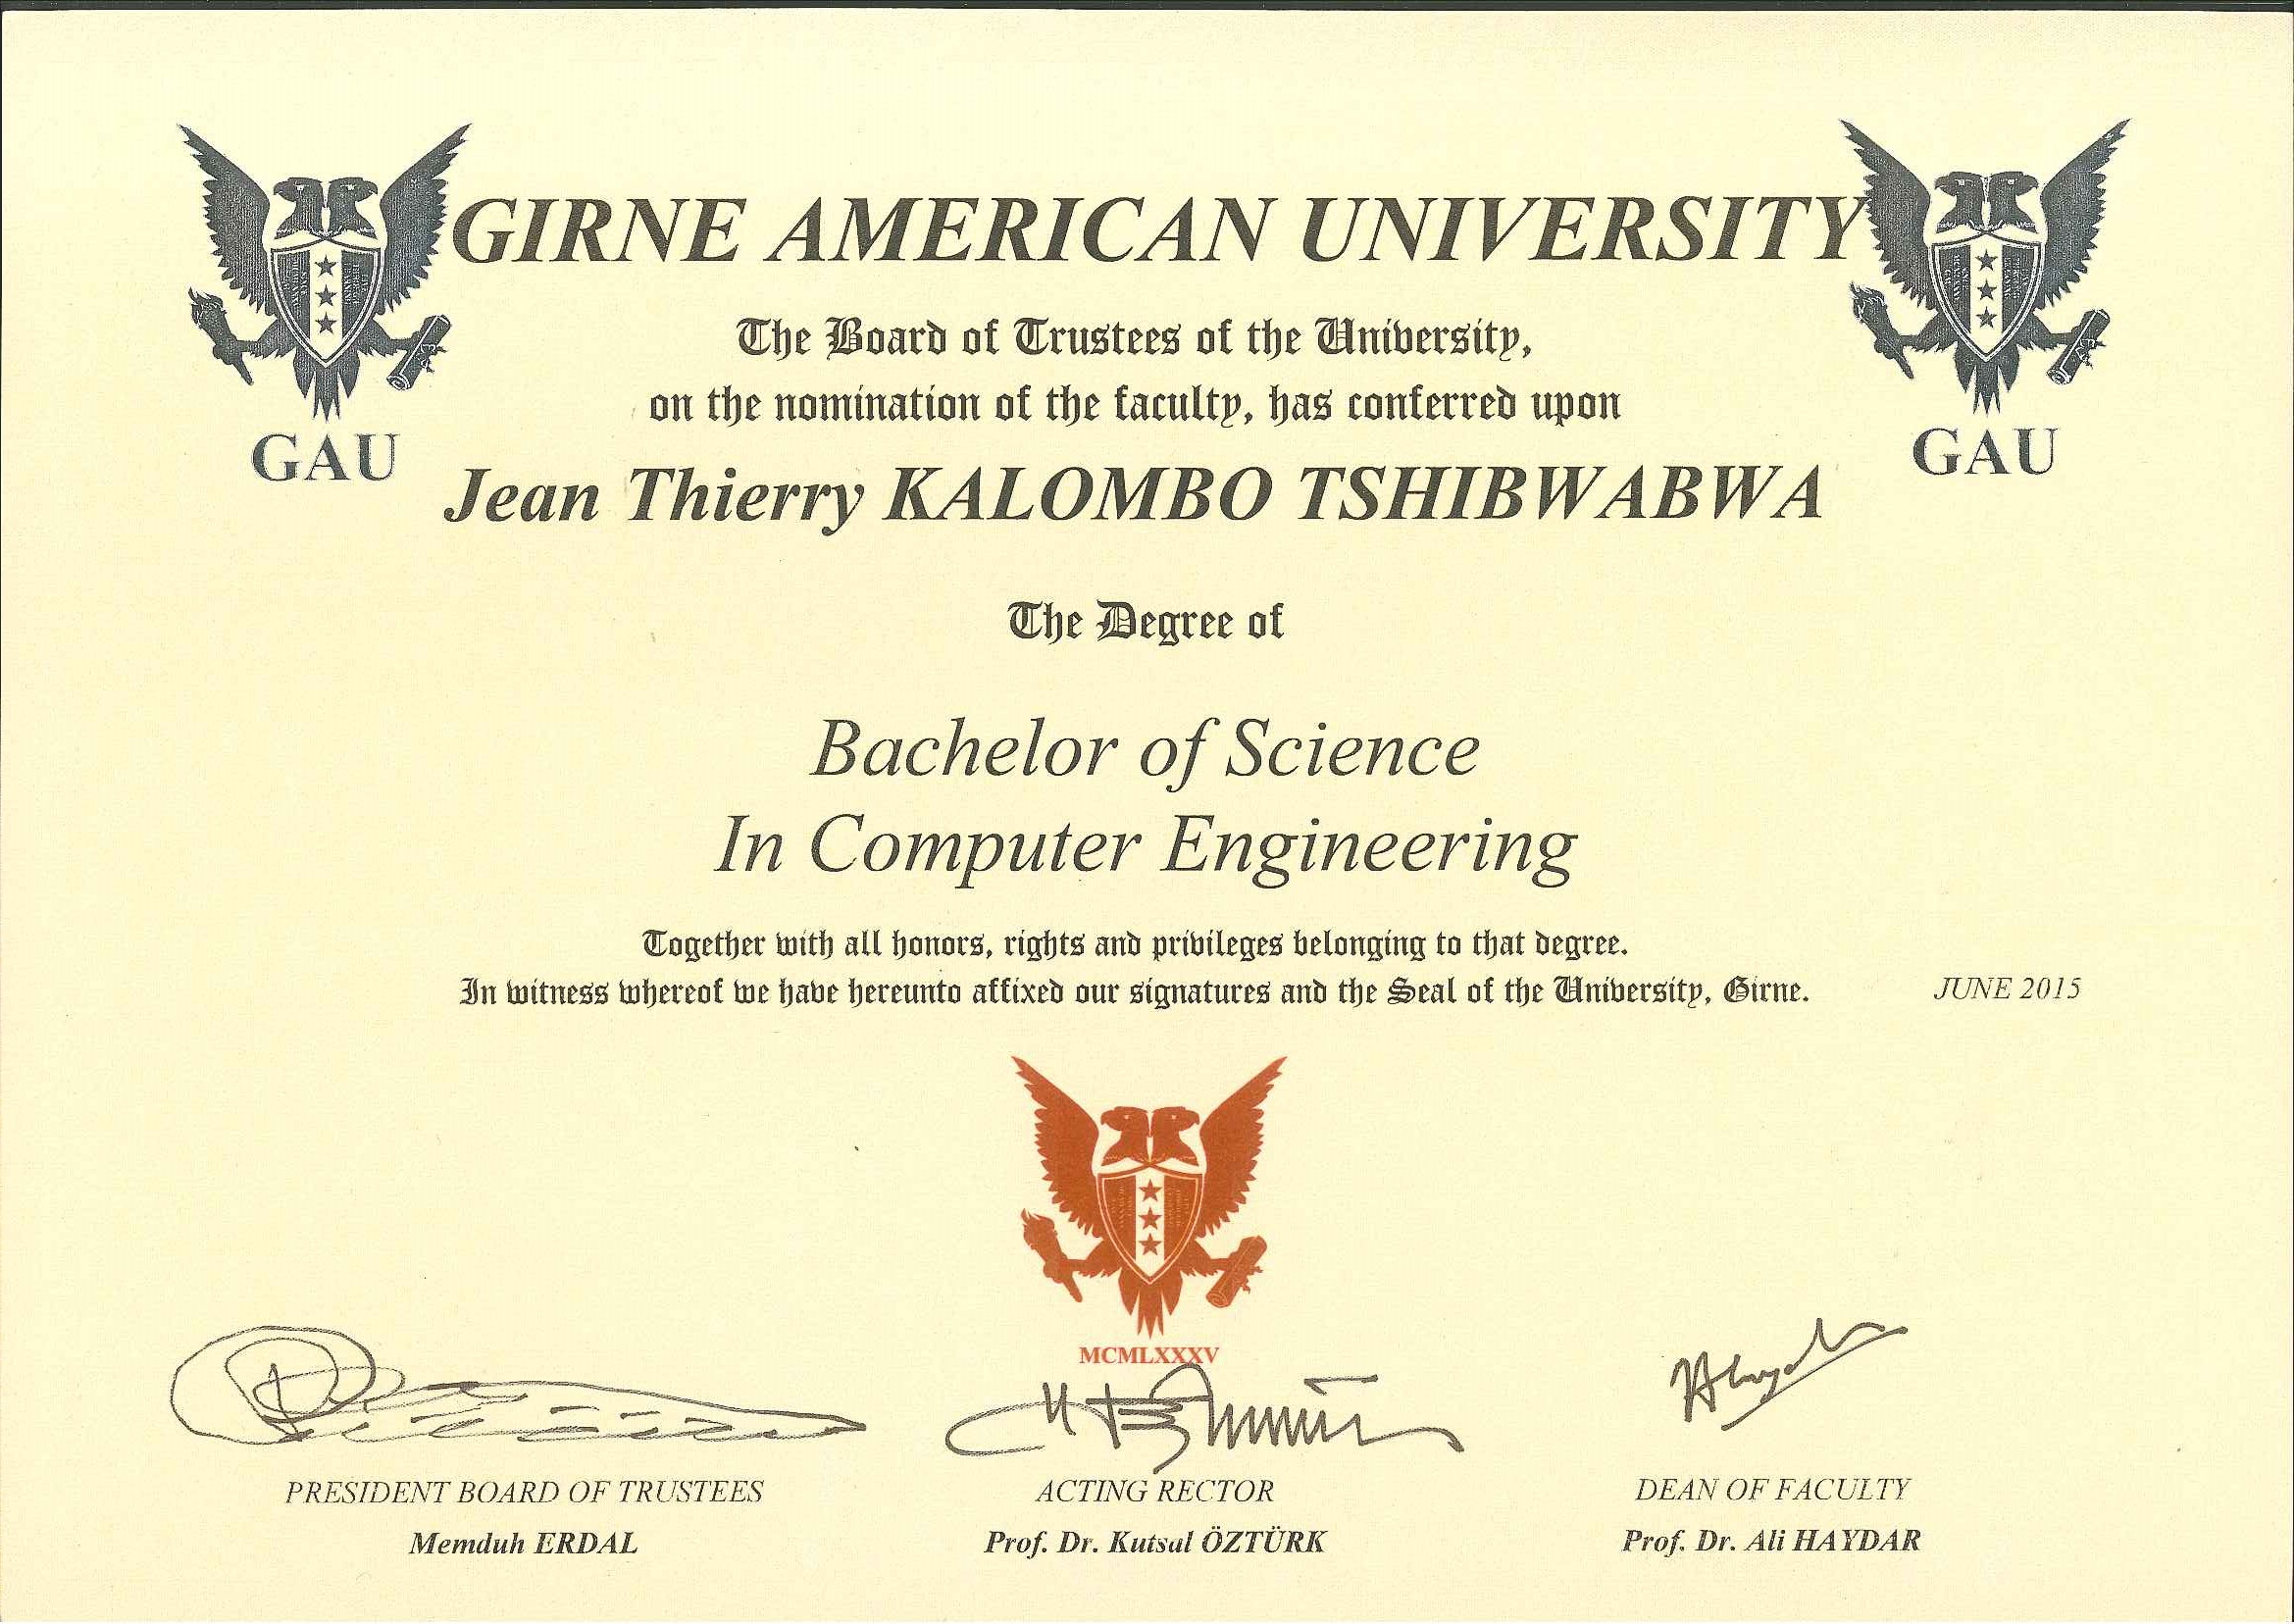 GIRNE AMERICAN UNIVERSITY
The Board of Trustees of the University,
on the nomination of the faculty, has conferred upon
GAU
GAU
Jean Thierry KALOMBO TSHIBWABWA
The Degree of
Bachelor of Science
In Computer Engineering
Together with all honors, rights and privileges belonging to that degree.
In witness whereof we have hereunto affixed our signatures and the Seal of the University, Girne.
JUNE 2015
MCMLXXXV
PRESIDENT BOARD OF TRUSTEES
Memduh ERDAL
ACTING RECTOR
Prof. Dr. Kutsal ÖZTÜRK
DEAN OF FACULTY
Prof. Dr. Ali HAYDAR